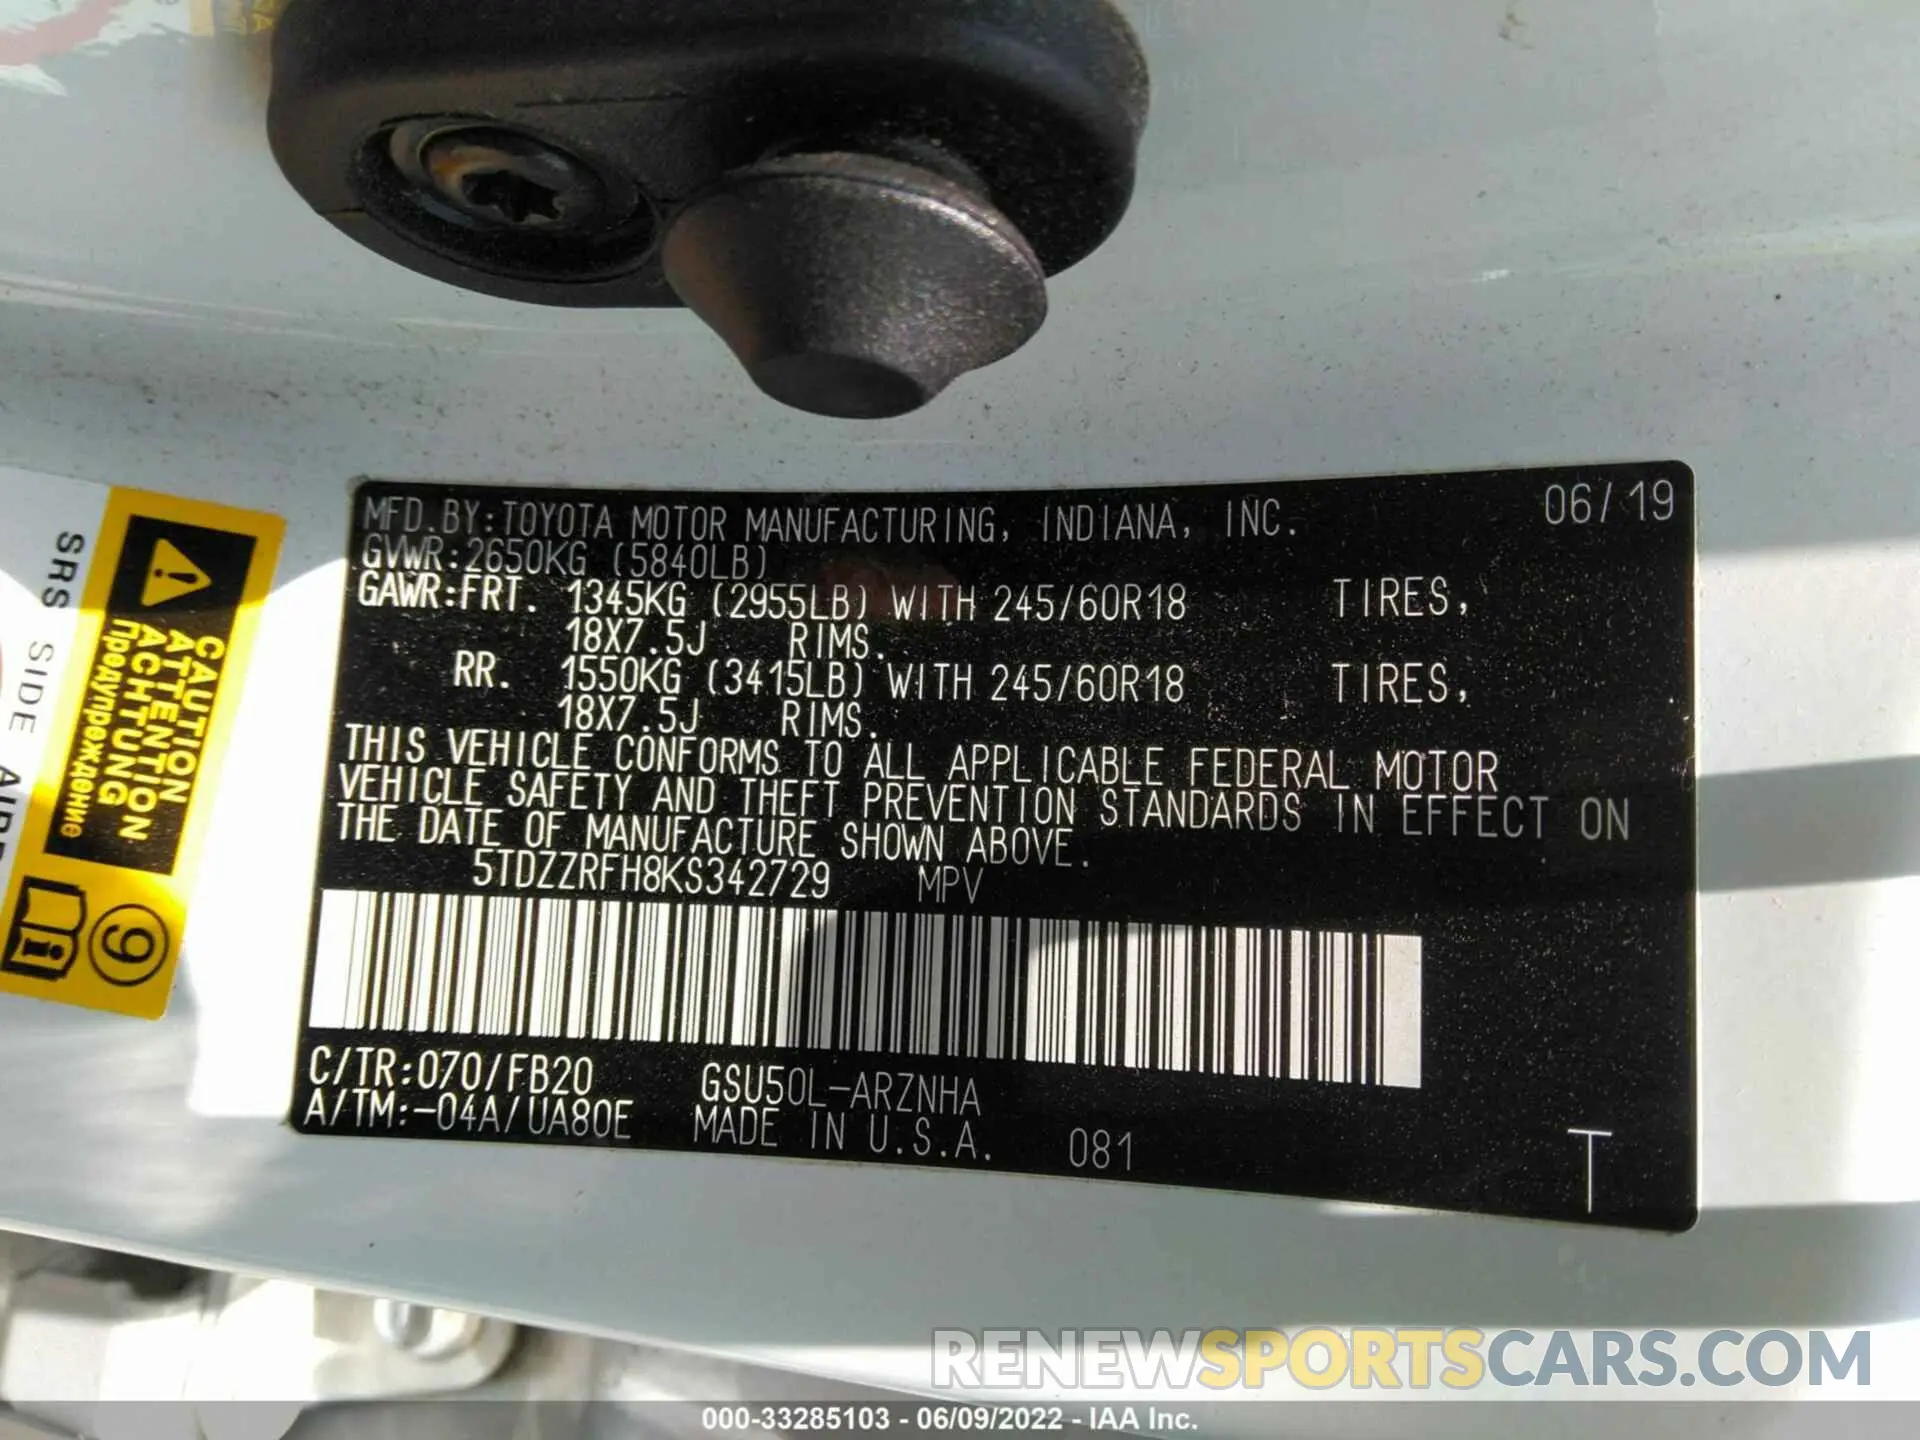 MFD.BY:TOYOTA MOTOR MANUFACTURING, INDIANA, INC. 06/19
GVWR:2650KG (5840LB)
GAWR:FRT. 1345KG (2955LB) WITH 245/60R18 TIRES,
18X7.5J RIMS.
RR. 1550KG (3415LB) WITH 245/60R18 TIRES,
18X7.5J RIMS.
THIS VEHICLE CONFORMS TO ALL APPLICABLE FEDERAL MOTOR
VEHICLE SAFETY AND THEFT PREVENTION STANDARDS IN EFFECT ON
THE DATE OF MANUFACTURE SHOWN ABOVE.
5TDZZRFH8KS342729 MPV
C/TR:070/FB20 GSU50L-ARZNHA
A/TM:-04A/UA80E MADE IN U.S.A. 081
T
CAUTION
ATTENTION
ACHTUNG
Предупреждение
SRS SIDE
9
RENEWSPORTSCARS.COM
000-33285103 - 06/09/2022 - IAA Inc.